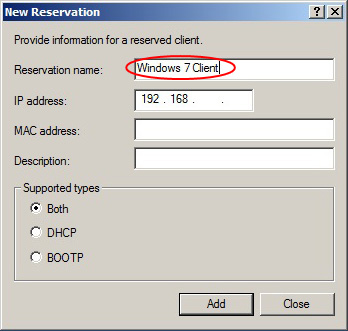 New Reservation
Provide information for a reserved client.
Reservation name: Windows 7 Client
IP address: 192 . 168 . .
MAC address:
Description:
Supported types
Both
DHCP
BOOTP
Add Close